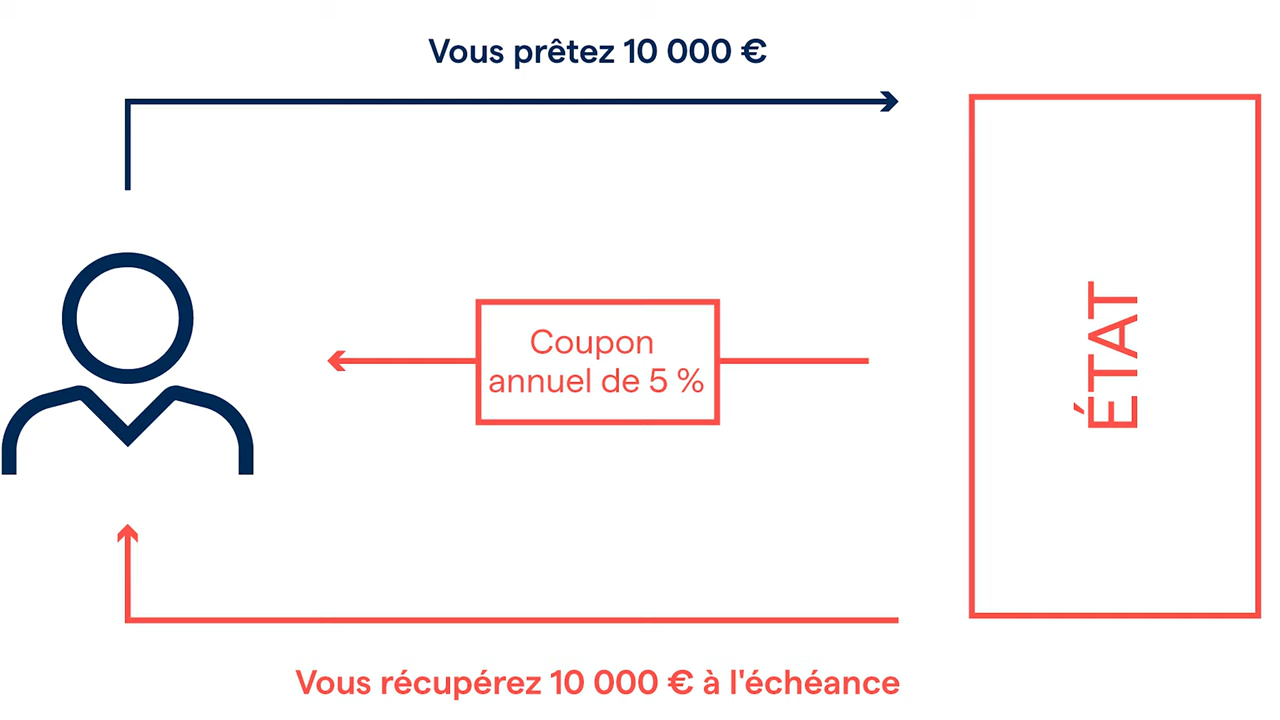 Vous prêtez 10 000 €
Coupon
annuel de 5 %
ÉTAT
Vous récupérez 10 000 € à l'échéance